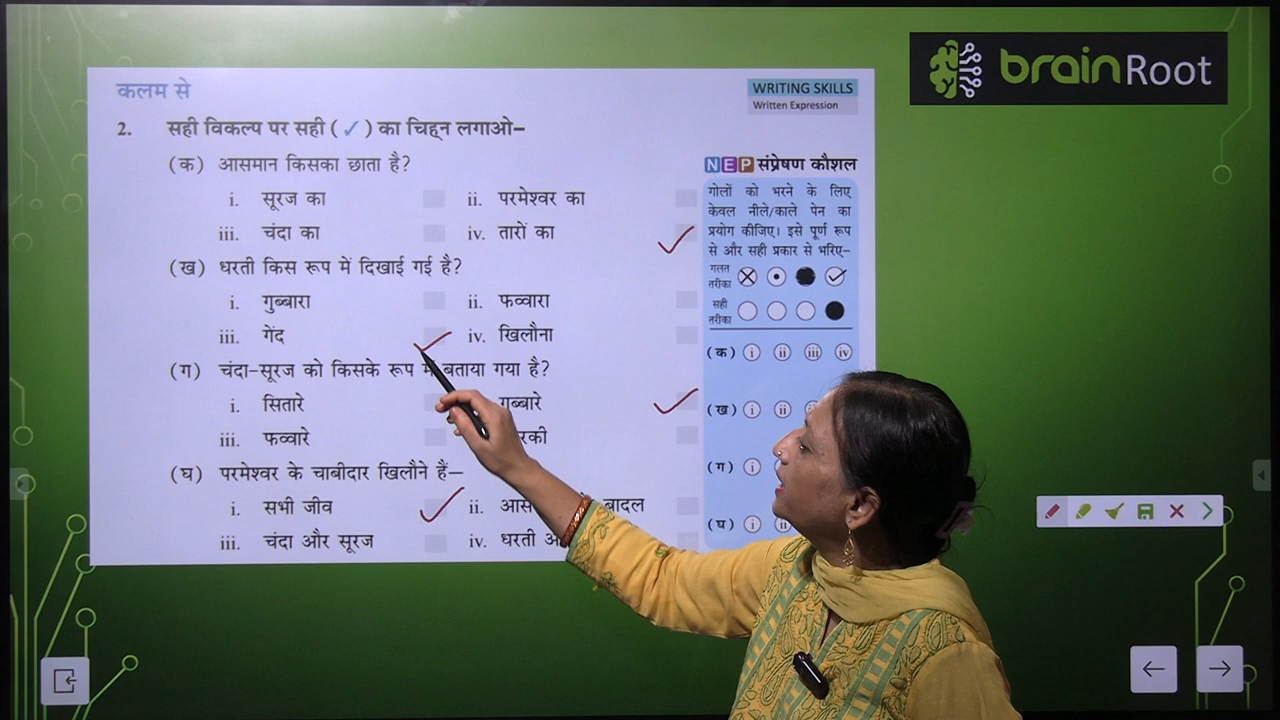 brainRoot
कलम से
WRITING SKILLS
Written Expression
2. सही विकल्प पर सही ( ✓ ) का चिह्न लगाओ–
(क) आसमान किसका छाता है?
i. सूरज का ii. परमेश्वर का
iii. चंदा का iv. तारों का
(ख) धरती किस रूप में दिखाई गई है?
i. गुब्बारा ii. फव्वारा
iii. गेंद iv. खिलौना
(ग) चंदा-सूरज को किसके रूप में बताया गया है?
i. सितारे गुब्बारे
iii. फव्वारे
(घ) परमेश्वर के चाबीदार खिलौने हैं–
i. सभी जीव ii. बादल
iii. चंदा और सूरज iv. धरती
NEP संप्रेषण कौशल
गोलों को भरने के लिए
केवल नीले/काले पेन का
प्रयोग कीजिए। इसे पूर्ण रूप
से और सही प्रकार से भरिए–
गलत
तरीका
सही
तरीका
(क) i ii iii iv
(ख) i ii
(ग) i
(घ) i